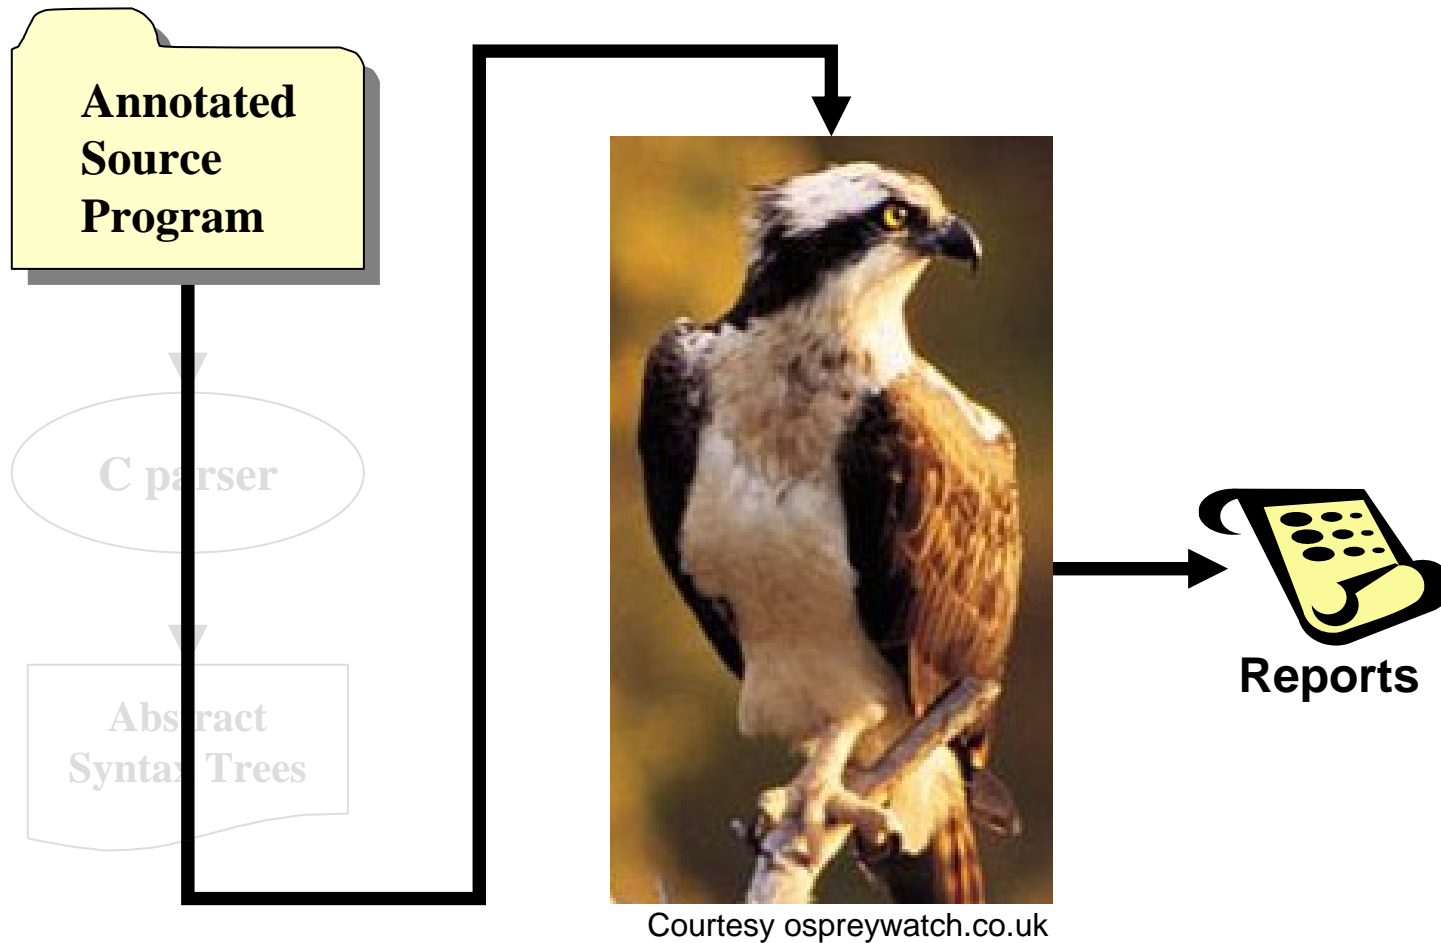 Annotated
Source
Program
C parser
Abstract
Syntax Trees
Reports
Courtesy ospreywatch.co.uk